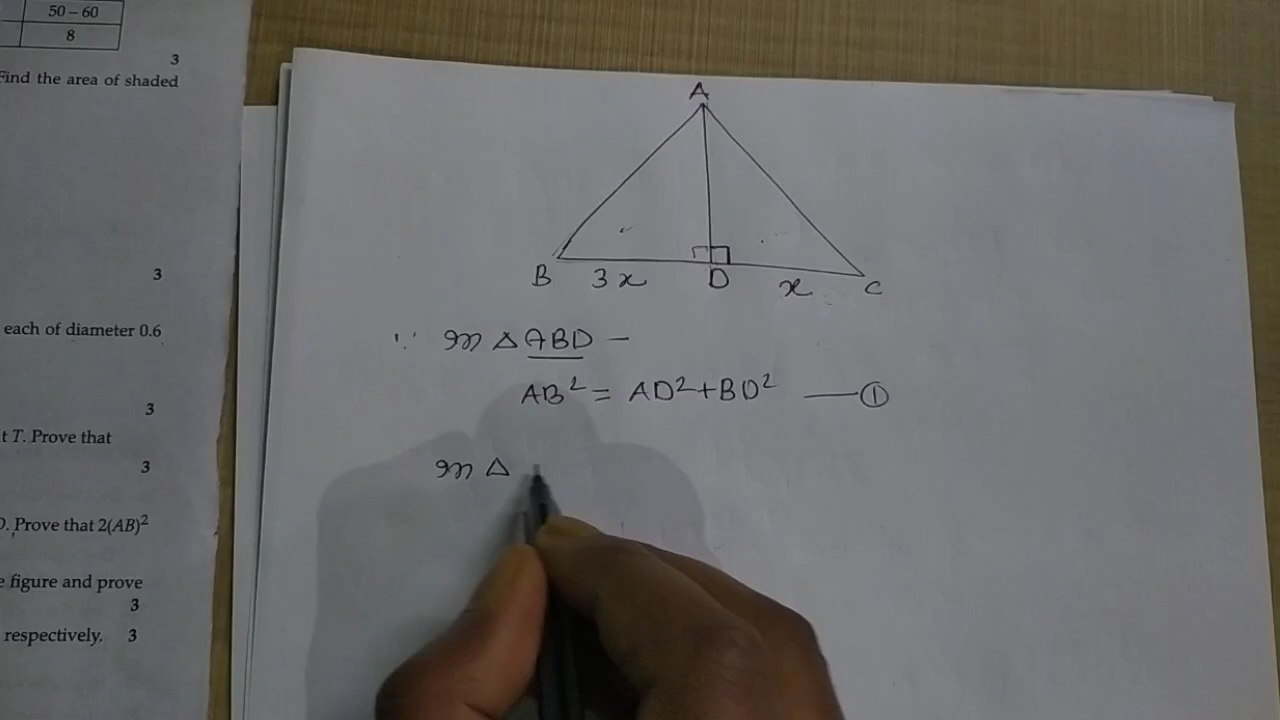 50 – 60
8
3
Find the area of shaded
3
each of diameter 0.6
3
t T. Prove that
3
D. Prove that 2(AB)²
e figure and prove
3
respectively. 3
A
B 3x D x C
∵ In △ ABD –
AB² = AD² + BD² —①
In △